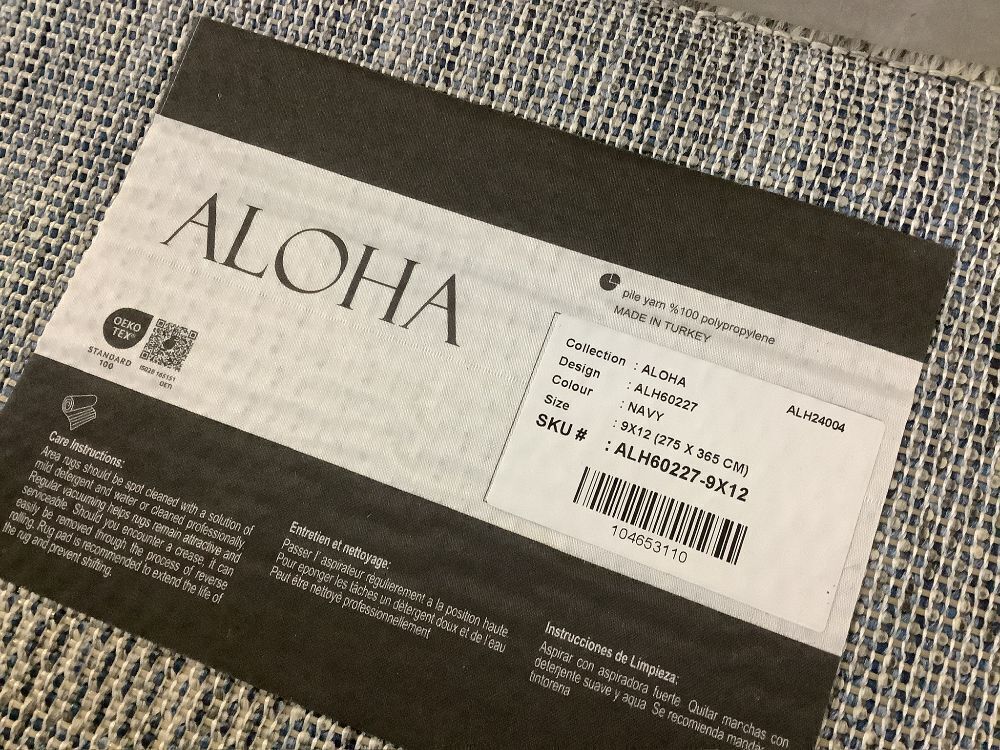 ALOHA
pile yarn %100 polypropylene
MADE IN TURKEY
Collection : ALOHA
Design : ALH60227
ALH24004
Colour : NAVY
Size : 9X12 (275 X 365 CM)
SKU # : ALH60227-9X12
104653110
OEKO
TEX®
STANDARD
100
OETI
Care Instructions:
Area rugs should be spot cleaned with a solution of
mild detergent and water or cleaned professionally
Regular vacuuming helps rugs remain attractive and
serviceable. Should you encounter a crease, it can
easily be removed through the process of reverse
rolling. Rug pad is recommended to extend the life of
the rug and prevent shifting.
Entretien et nettoyage:
Passer l'aspirateur régulierement a la position haute
Pour eponger les tâches un détergent doux et de l'eau
Peut être nettoyé professionnellement
Instrucciones de Limpieza:
Aspirar con aspiradora fuerte. Quitar manchas con
deterjente suave y aqua. Se recomienda mandar
tintoreria